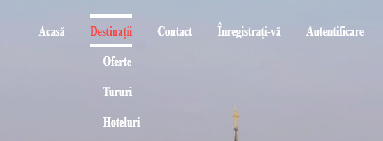 Acasă Destinații Contact Înregistrați-vă Autentificare
Oferte
Tururi
Hoteluri